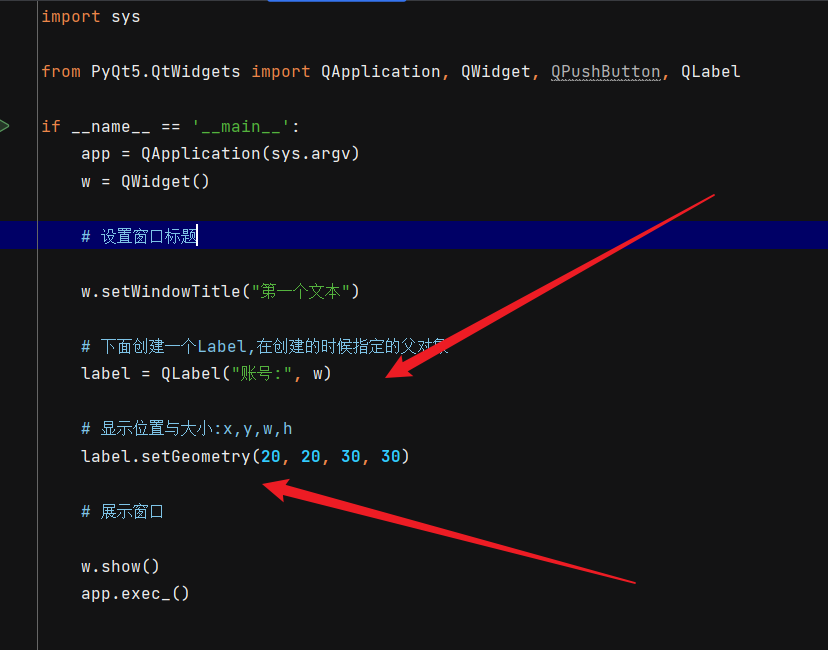 import sys
from PyQt5.QtWidgets import QApplication, QWidget, QPushButton, QLabel
if __name__ == '__main__':
app = QApplication(sys.argv)
w = QWidget()
# 设置窗口标题
w.setWindowTitle("第一个文本")
# 下面创建一个Label,在创建的时候指定的父对象
label = QLabel("账号:", w)
# 显示位置与大小:x,y,w,h
label.setGeometry(20, 20, 30, 30)
# 展示窗口
w.show()
app.exec_()